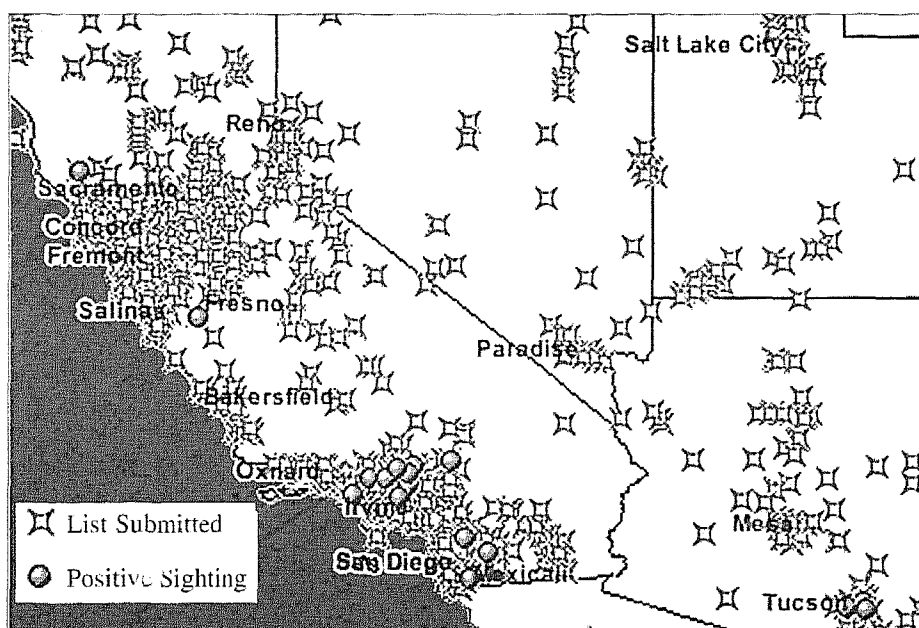 Salt Lake City
Reno
Sacramento
Concord
Fremont
Salinas
Fresno
Paradise
Bakersfield
Oxnard
Irvine
Mesa
San Diego
Mexicali
Tucson
List Submitted
Positive Sighting